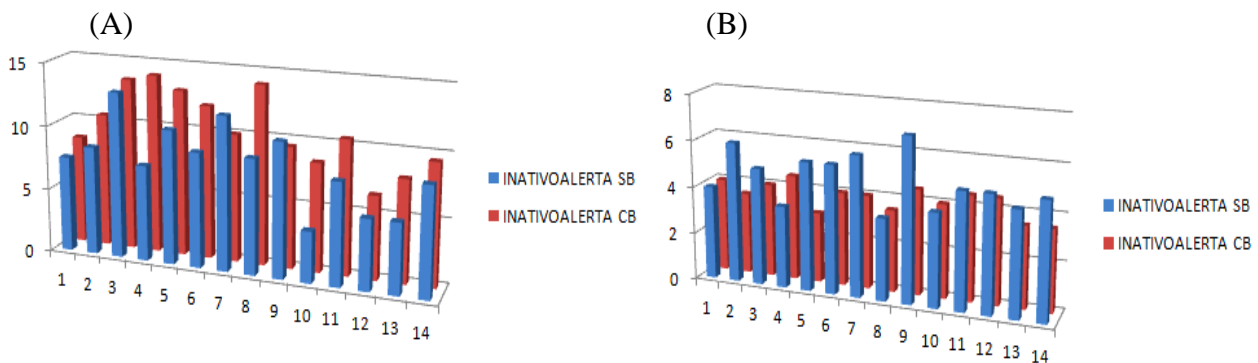 (A)
15
10
5
0
1 2 3 4 5 6 7 8 9 10 11 12 13 14
INATIVOALERTA SB
INATIVOALERTA CB
(B)
8
6
4
2
0
1 2 3 4 5 6 7 8 9 10 11 12 13 14
INATIVOALERTA SB
INATIVOALERTA CB